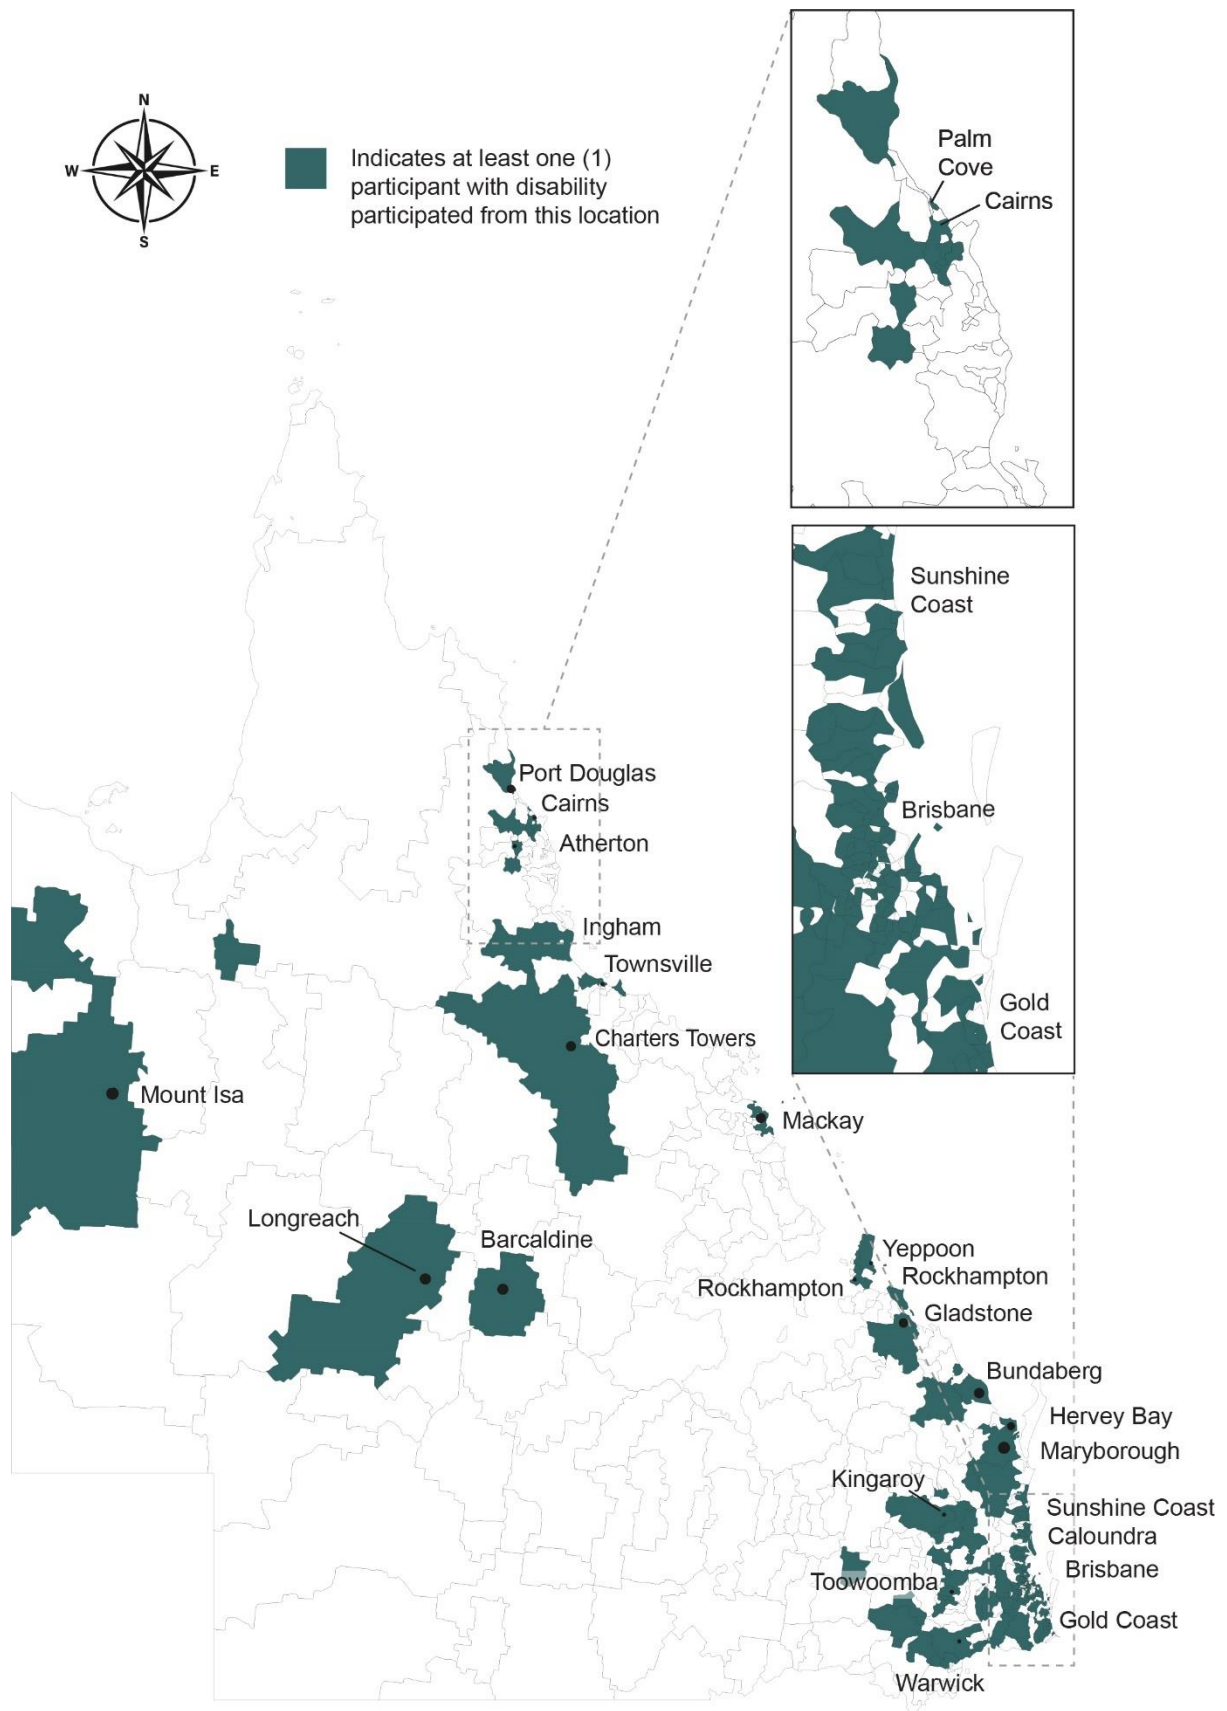 N
W
E
S
Indicates at least one (1)
participant with disability
participated from this location
Palm
Cove
Cairns
Sunshine
Coast
Brisbane
Gold
Coast
Port Douglas
Cairns
Atherton
Ingham
Townsville
Charters Towers
Mount Isa
Mackay
Longreach
Barcaldine
Yeppoon
Rockhampton
Rockhampton
Gladstone
Bundaberg
Hervey Bay
Maryborough
Kingaroy
Sunshine Coast
Caloundra
Brisbane
Toowoomba
Gold Coast
Warwick